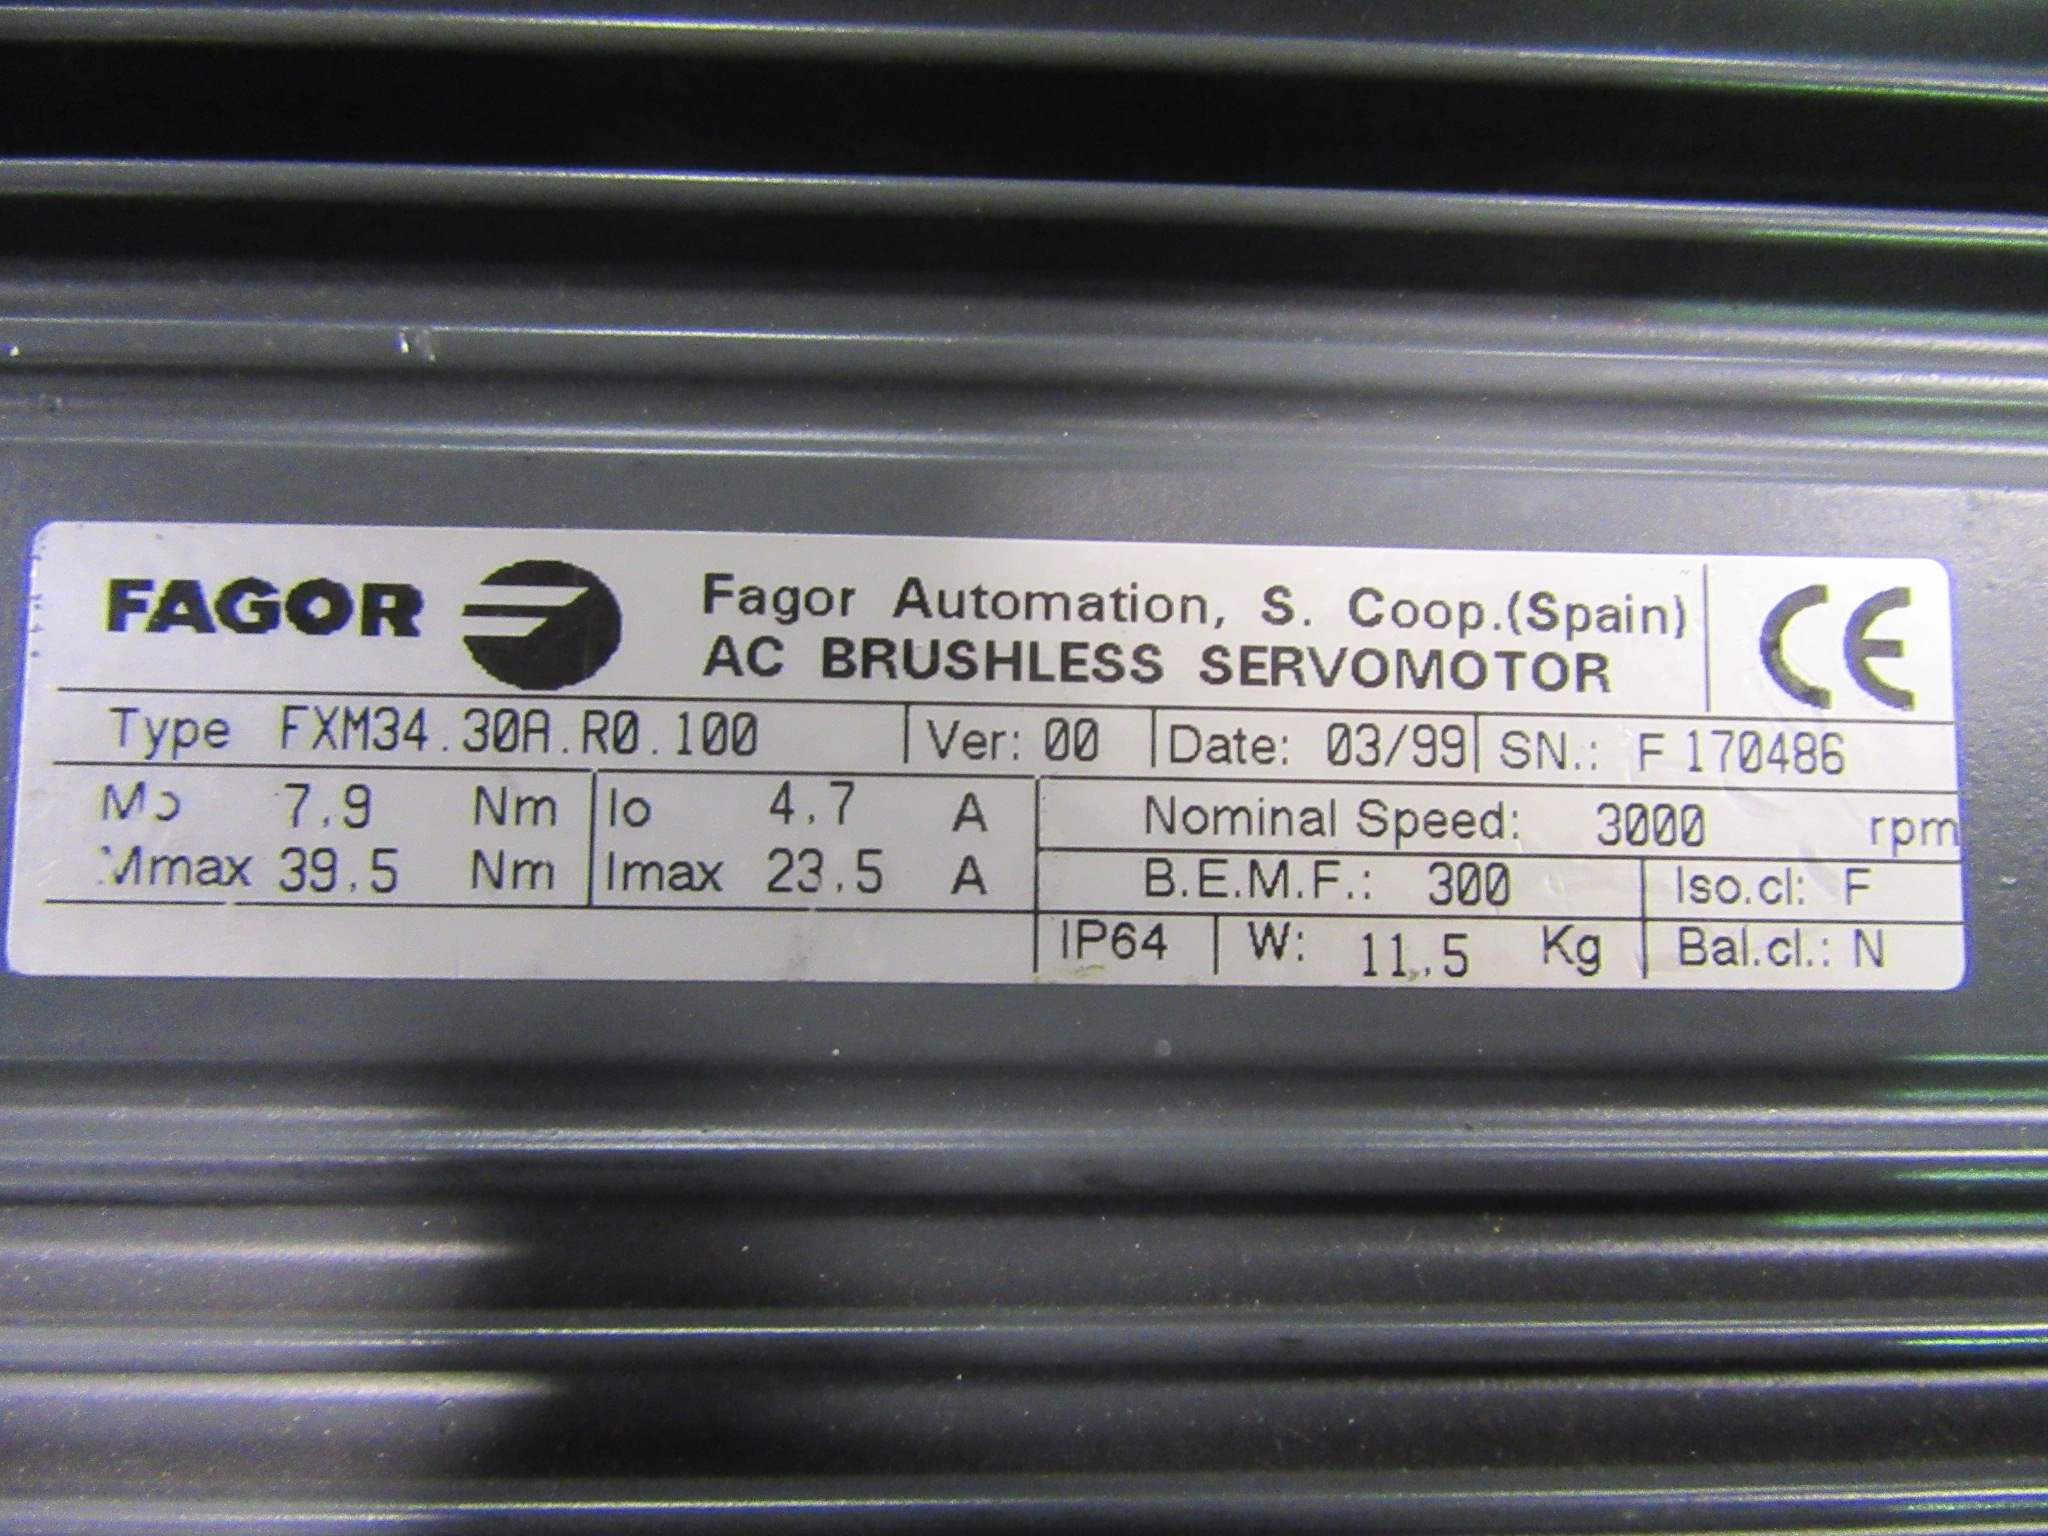 FAGOR
Fagor Automation, S. Coop.(Spain)
AC BRUSHLESS SERVOMOTOR
CE
Type FXM34.30A.R0.100 Ver: 00 Date: 03/99 SN.: F 170486
Mo 7.9 Nm Io 4.7 A Nominal Speed: 3000 rpm
Mmax 39.5 Nm Imax 23.5 A B.E.M.F.: 300 Iso.cl: F
IP64 W: 11.5 Kg Bal.cl.: N